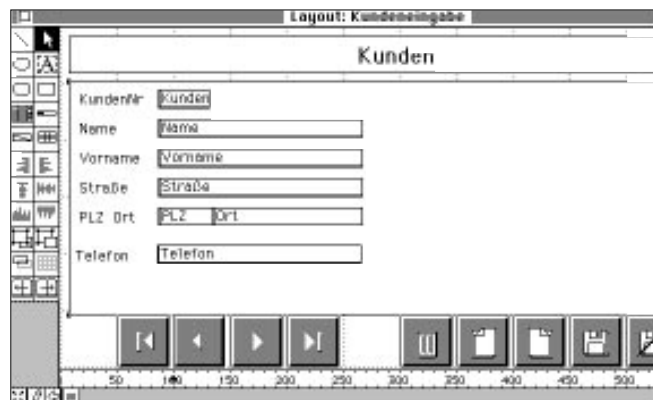 Layout: Kundeneingabe
A
Kunden
KundenNr Kunden
Name Name
Vorname Vorname
Straße Straße
PLZ Ort PLZ Ort
Telefon Telefon
50 100 150 200 250 300 350 400 450 500